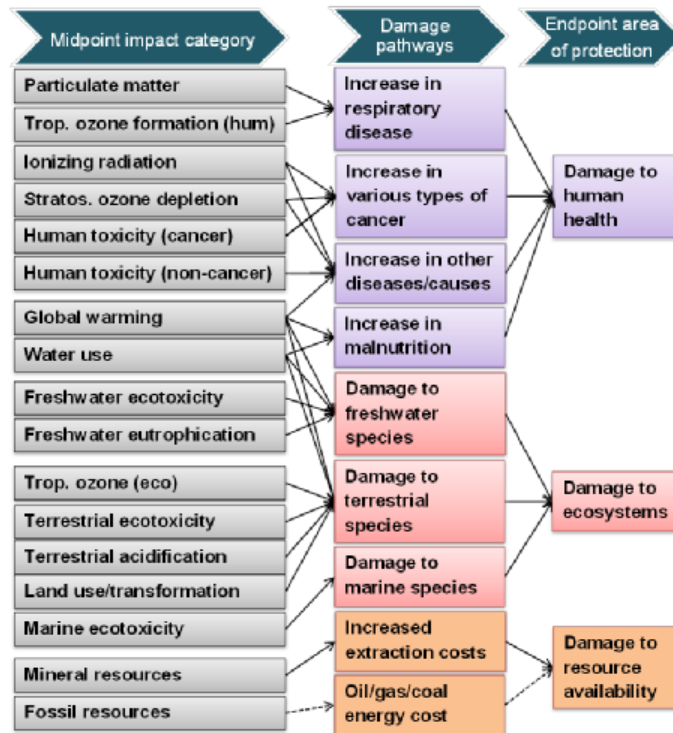 Midpoint impact category
Damage
pathways
Endpoint area
of protection
Particulate matter
Trop. ozone formation (hum)
Ionizing radiation
Stratos. ozone depletion
Human toxicity (cancer)
Human toxicity (non-cancer)
Global warming
Water use
Freshwater ecotoxicity
Freshwater eutrophication
Trop. ozone (eco)
Terrestrial ecotoxicity
Terrestrial acidification
Land use/transformation
Marine ecotoxicity
Mineral resources
Fossil resources
Increase in
respiratory
disease
Increase in
various types of
cancer
Increase in other
diseases/causes
Increase in
malnutrition
Damage to
freshwater
species
Damage to
terrestrial
species
Damage to
marine species
Increased
extraction costs
Oil/gas/coal
energy cost
Damage to
human
health
Damage to
ecosystems
Damage to
resource
availability